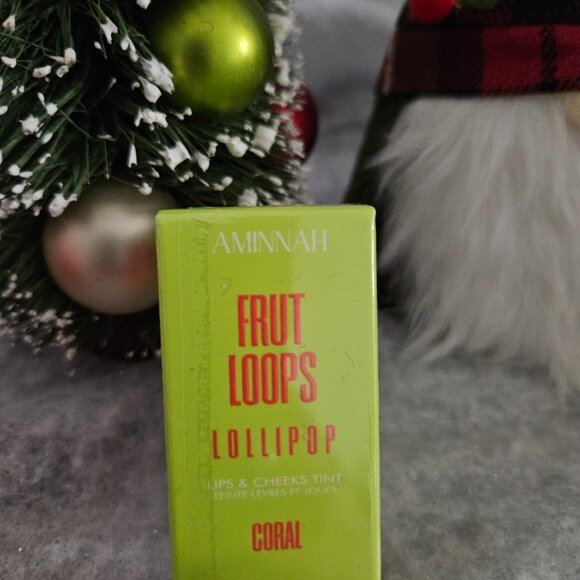 AMINNAH
FRUT
LOOPS
LOLLIPOP
LIPS & CHEEKS TINT
TEINTE LÈVRES ET JOUES
CORAL